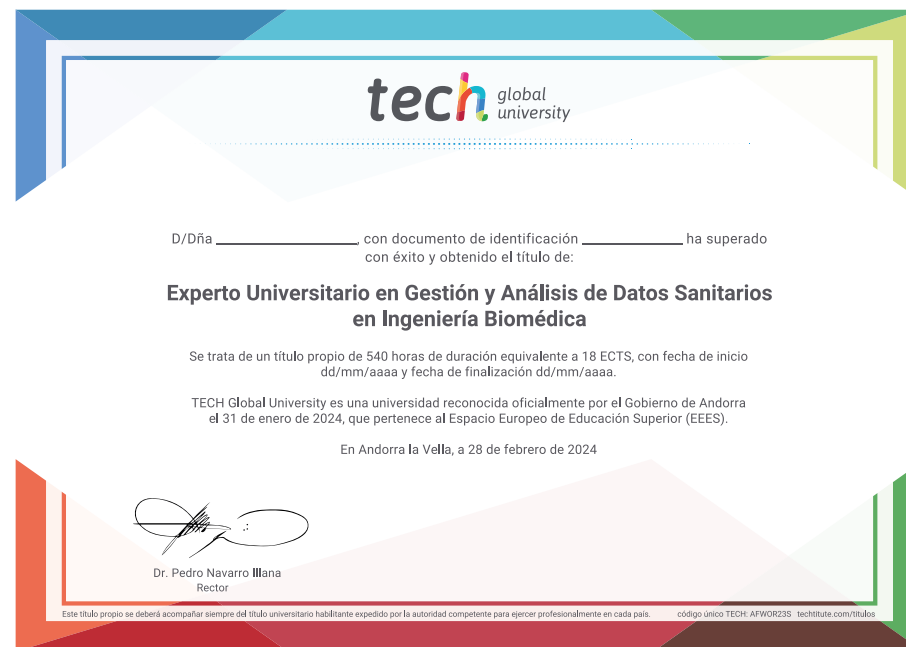 tech global university
D/Dña ____________________, con documento de identificación ______________ ha superado
con éxito y obtenido el título de:
Experto Universitario en Gestión y Análisis de Datos Sanitarios
en Ingeniería Biomédica
Se trata de un título propio de 540 horas de duración equivalente a 18 ECTS, con fecha de inicio
dd/mm/aaaa y fecha de finalización dd/mm/aaaa.
TECH Global University es una universidad reconocida oficialmente por el Gobierno de Andorra
el 31 de enero de 2024, que pertenece al Espacio Europeo de Educación Superior (EEES).
En Andorra la Vella, a 28 de febrero de 2024
Dr. Pedro Navarro Illana
Rector
Este título propio se deberá acompañar siempre del título universitario habilitante expedido por la autoridad competente para ejercer profesionalmente en cada país. código único TECH: AFWOR23S techtitute.com/titulos